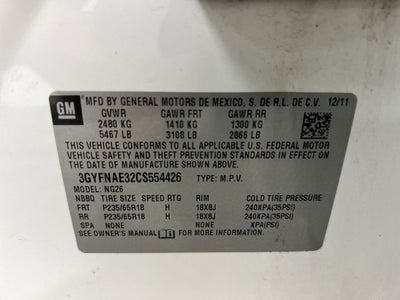 GM
MFD BY GENERAL MOTORS DE MEXICO, S. DE R.L. DE C.V. 12/11
GVWR GAWR FRT GAWR RR
2480 KG 1410 KG 1300 KG
5467 LB 3108 LB 2866 LB
THIS VEHICLE CONFORMS TO ALL APPLICABLE U.S. FEDERAL MOTOR
VEHICLE SAFETY, BUMPER, AND THEFT PREVENTION STANDARDS
IN EFFECT ON THE DATE OF MANUFACTURE SHOWN ABOVE.
3GYFNAE32CS554426 TYPE: M.P.V.
MODEL: NG26
NBBQ TIRE SIZE SPEED RTG RIM COLD TIRE PRESSURE
FRT P235/65R18 H 18X8J 240KPA(35PSI)
RR P235/65R18 H 18X8J 240KPA(35PSI)
SPA NONE NONE KPA(PSI)
SEE OWNER'S MANUAL FOR ADDITIONAL INFORMATION.